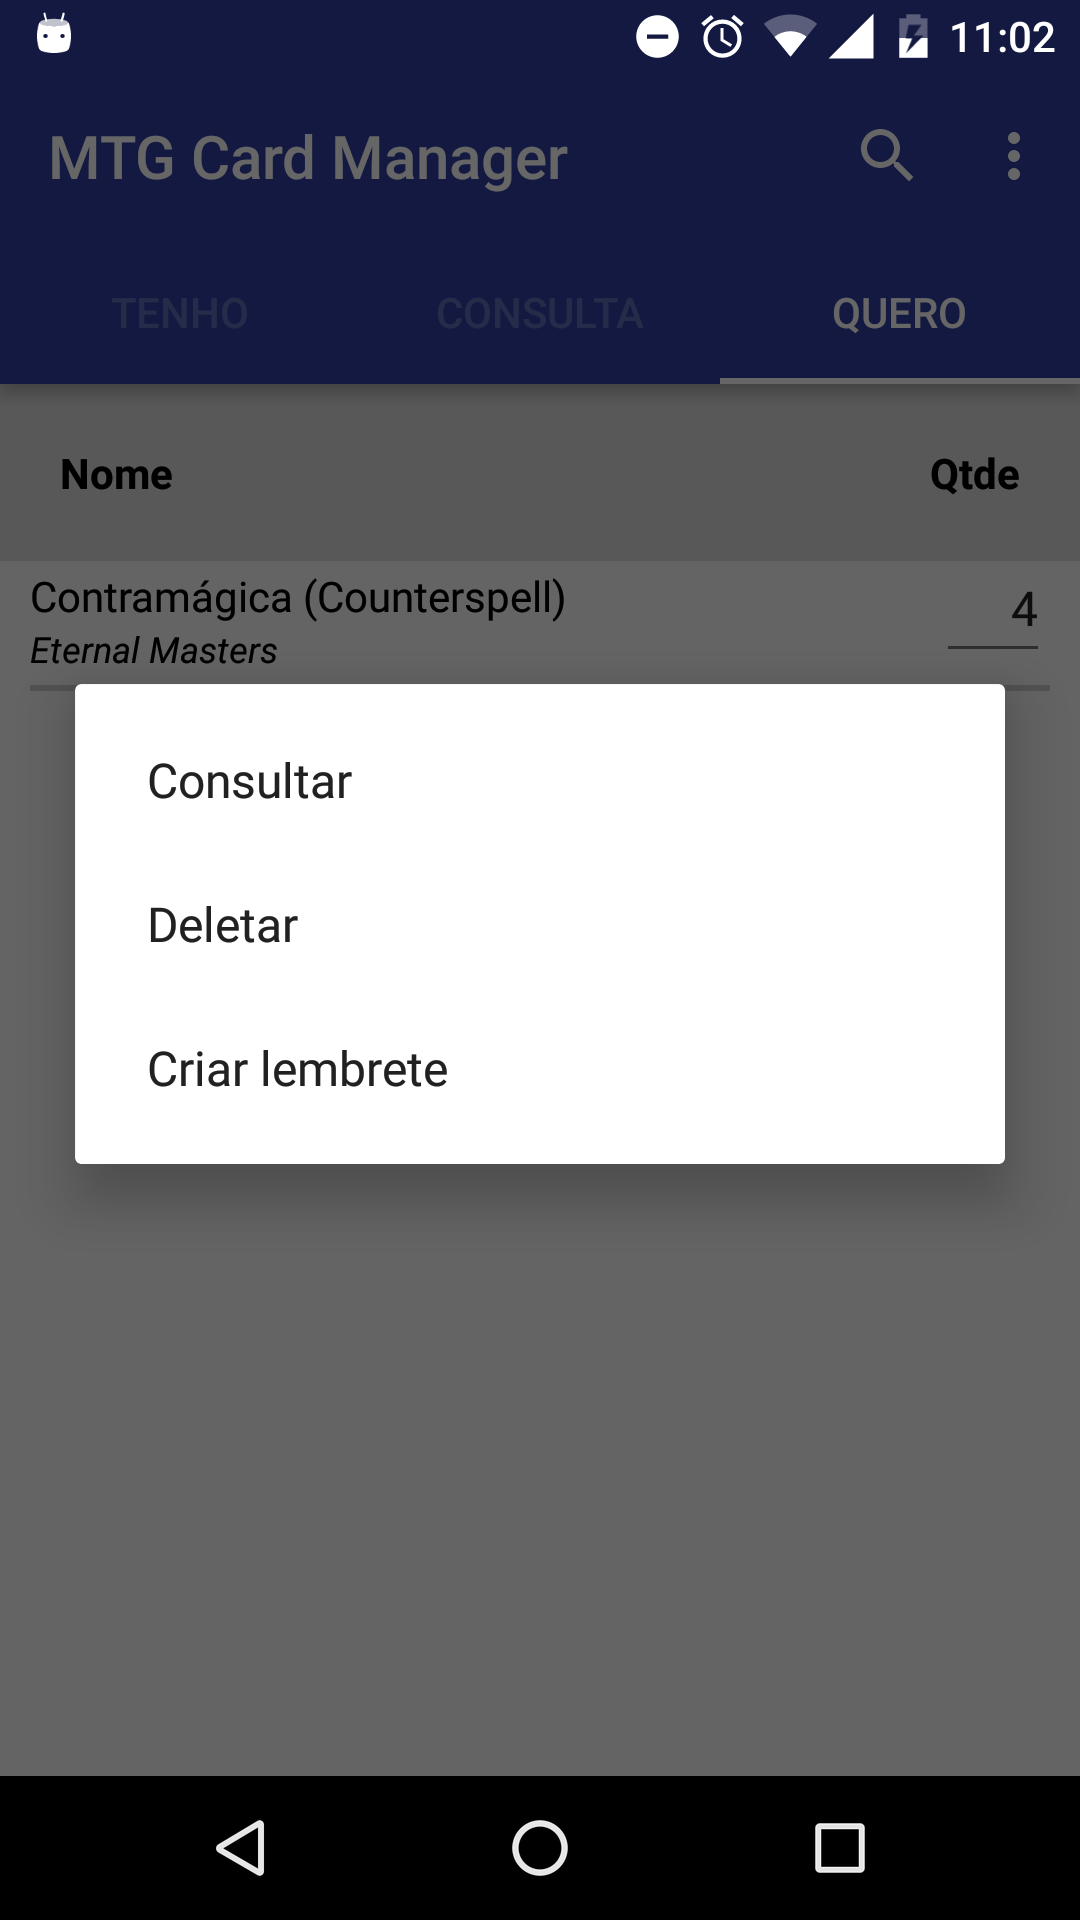 11:02
MTG Card Manager
TENHO CONSULTA QUERO
Nome Qtde
Contramágica (Counterspell) 4
Eternal Masters
Consultar
Deletar
Criar lembrete